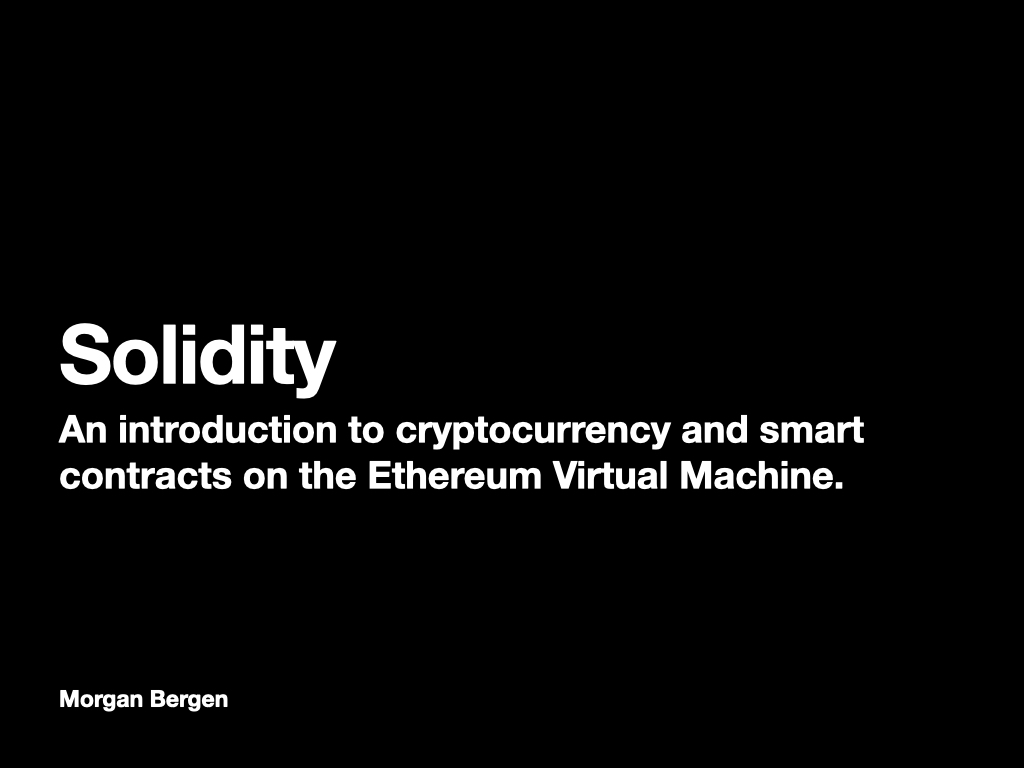 Solidity
An introduction to cryptocurrency and smart
contracts on the Ethereum Virtual Machine.
Morgan Bergen